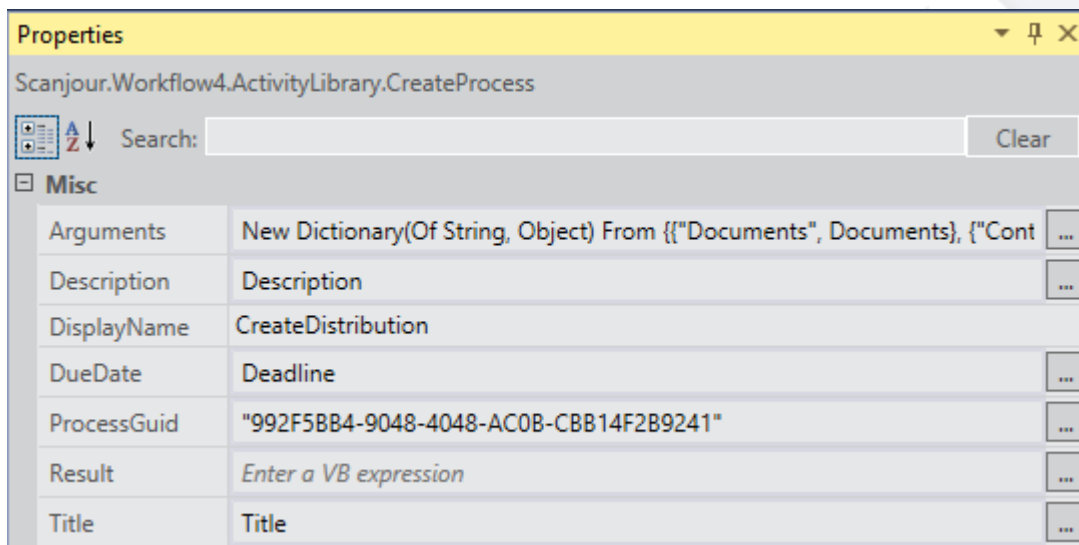 Properties
Scanjour.Workflow4.ActivityLibrary.CreateProcess
Search: Clear
Misc
Arguments New Dictionary(Of String, Object) From {{"Documents", Documents}, {"Cont ...
Description Description ...
DisplayName CreateDistribution
DueDate Deadline ...
ProcessGuid "992F5BB4-9048-4048-AC0B-CBB14F2B9241" ...
Result Enter a VB expression ...
Title Title ...